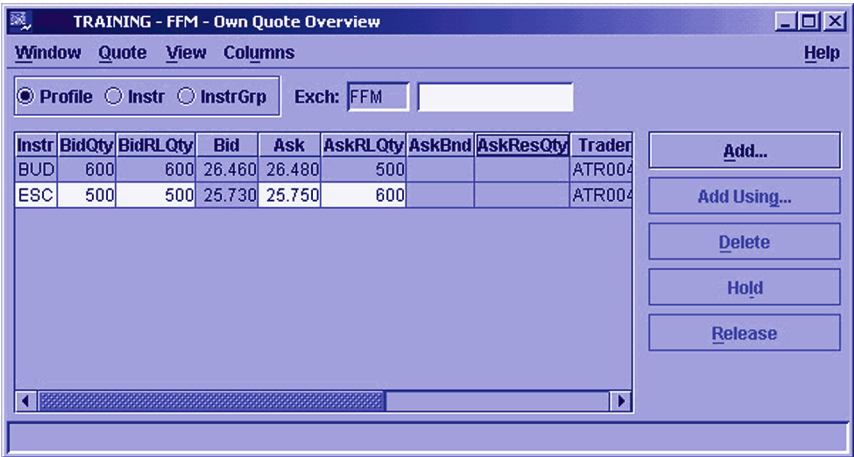 TRAINING - FFM - Own Quote Overview
Window Quote View Columns Help
Profile Instr InstrGrp Exch: FFM
Instr BidQty BidRLQty Bid Ask AskRLQty AskBnd AskResQty Trader
BUD 600 600 26.460 26.480 500 ATR004
ESC 500 500 25.730 25.750 600 ATR004
Add...
Add Using...
Delete
Hold
Release